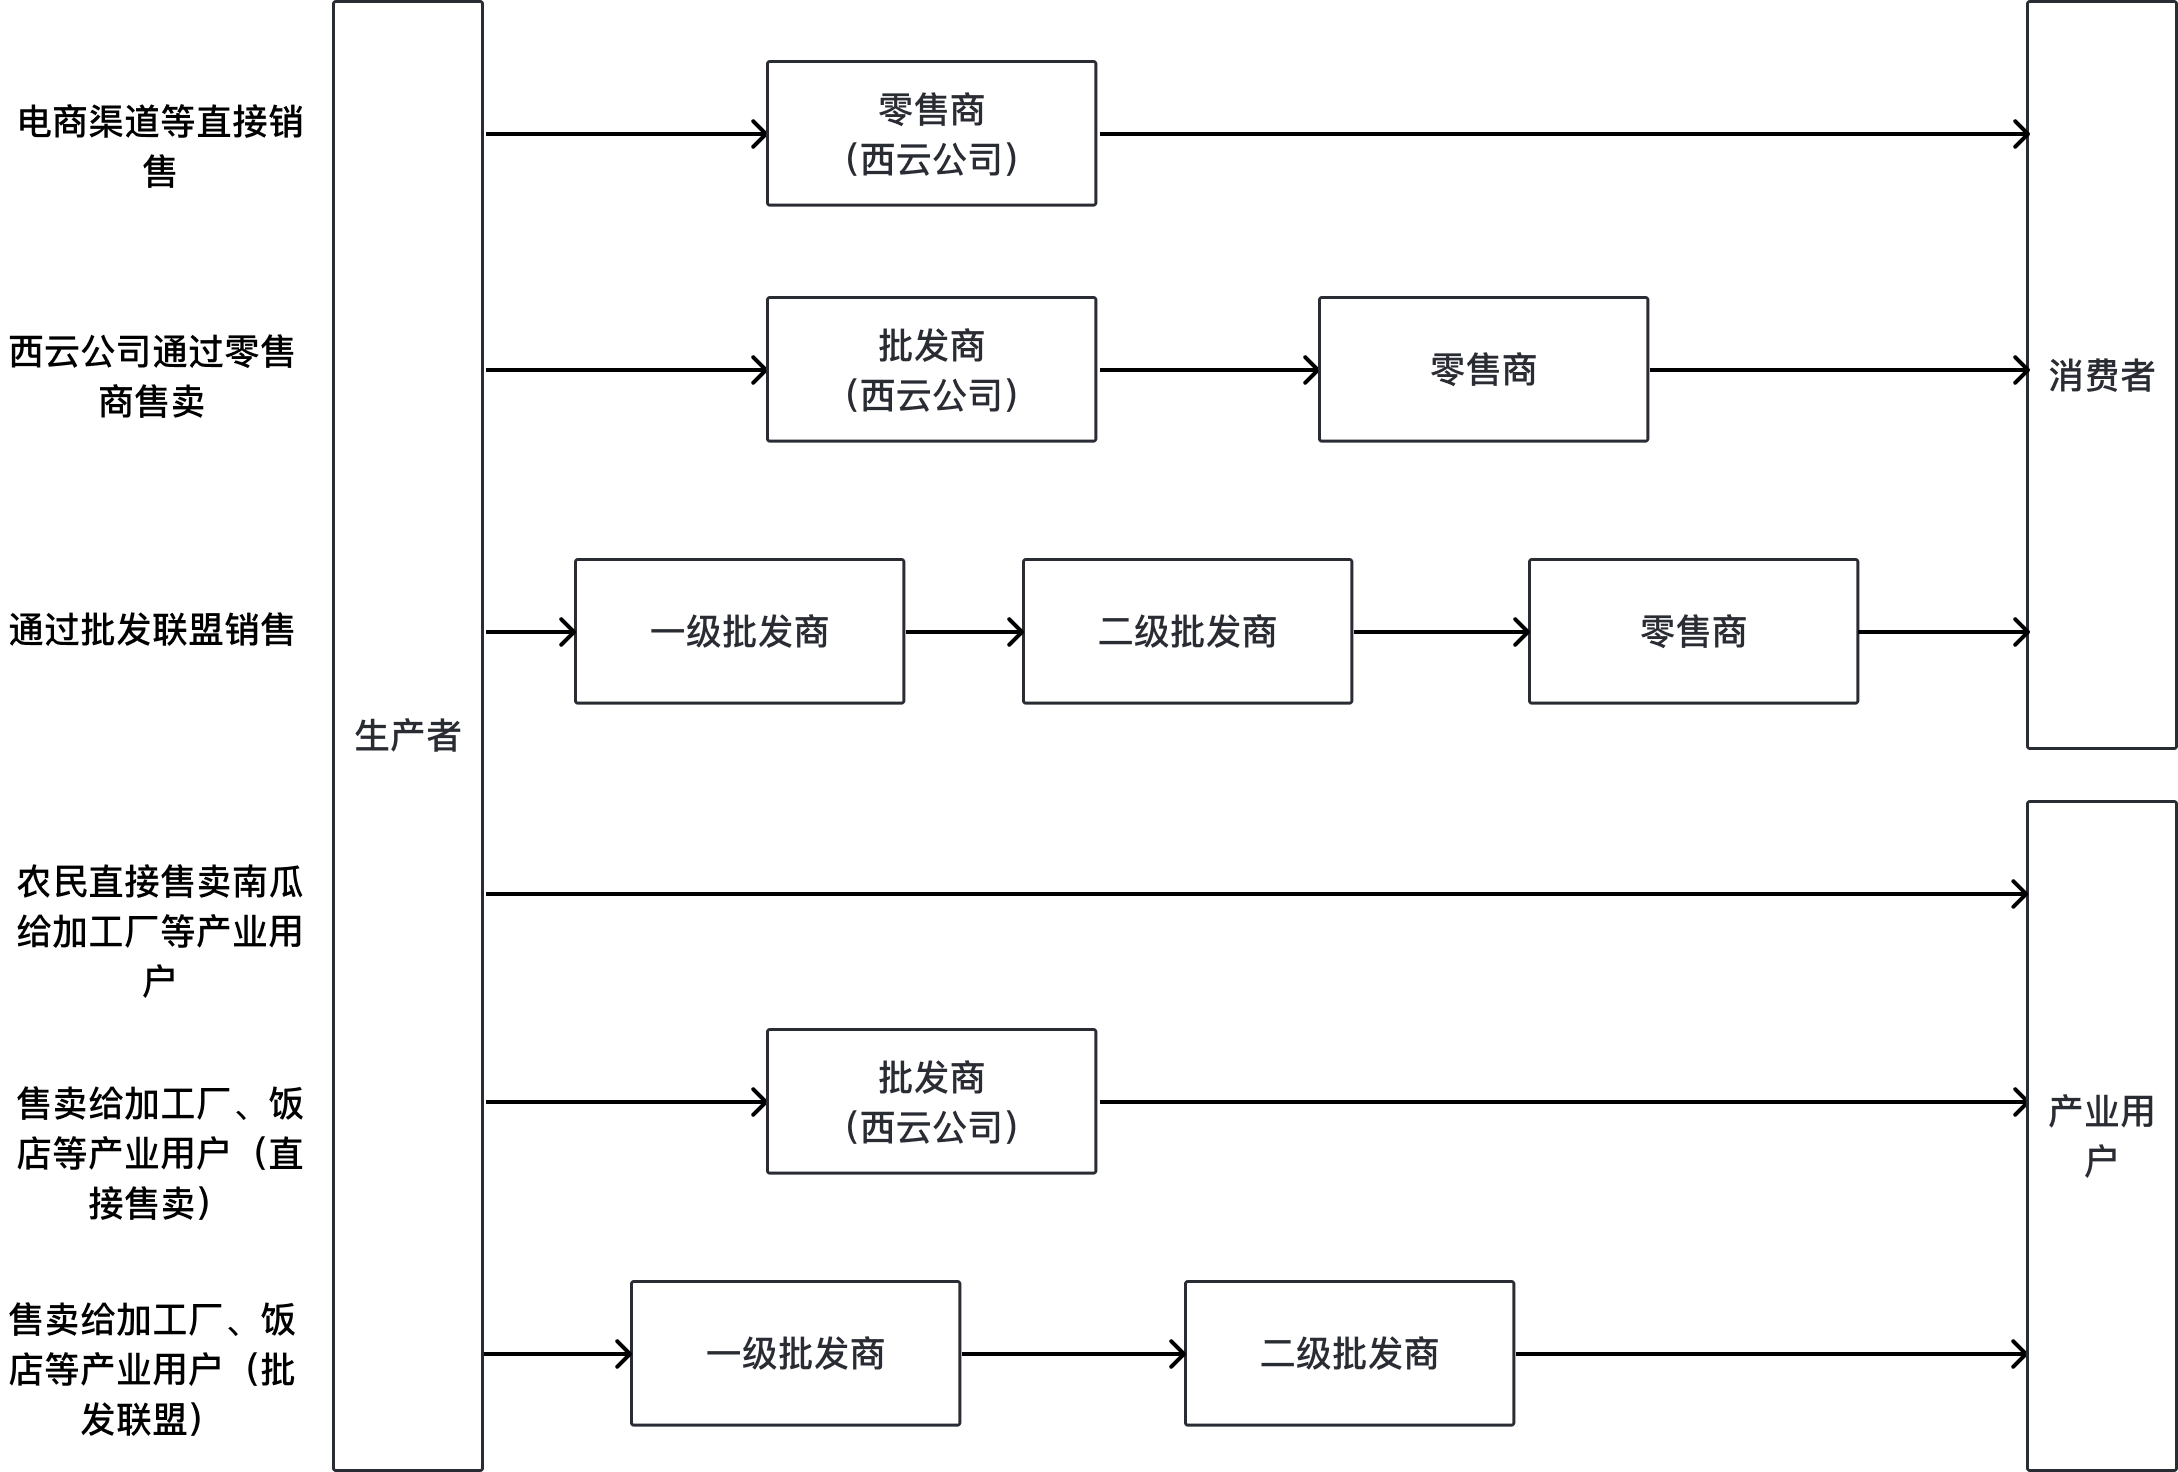 电商渠道等直接销
售
零售商
（西云公司）
西云公司通过零售
商售卖
批发商
（西云公司）
零售商
消费者
通过批发联盟销售
一级批发商
二级批发商
零售商
生产者
农民直接售卖南瓜
给加工厂等产业用
户
售卖给加工厂、饭
店等产业用户（直
接售卖）
批发商
（西云公司）
产业用
户
售卖给加工厂、饭
店等产业用户（批
发联盟）
一级批发商
二级批发商